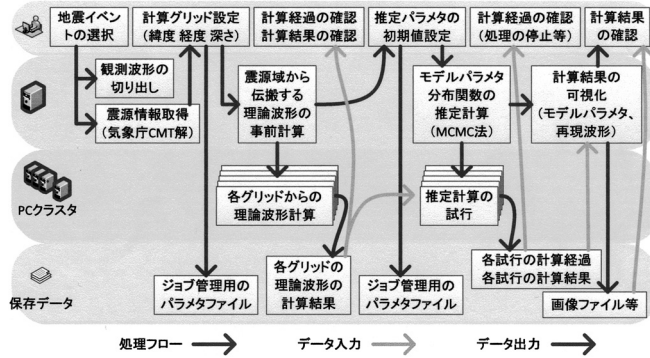 地震イベン
トの選択
計算グリッド設定
(緯度 経度 深さ)
計算経過の確認
計算結果の確認
推定パラメタの
初期値設定
計算経過の確認
(処理の停止等)
計算結果
の確認
観測波形の
切り出し
震源情報取得
(気象庁CMT解)
震源域から
伝搬する
理論波形の
事前計算
モデルパラメタ
分布関数の
推定計算
(MCMC法)
計算結果の
可視化
(モデルパラメタ、
再現波形)
PCクラスタ
各グリッドからの
理論波形計算
推定計算の
試行
保存データ
ジョブ管理用の
パラメタファイル
各グリッドの
理論波形の
計算結果
ジョブ管理用の
パラメタファイル
各試行の計算経過
各試行の計算結果
画像ファイル等
処理フロー
データ入力
データ出力